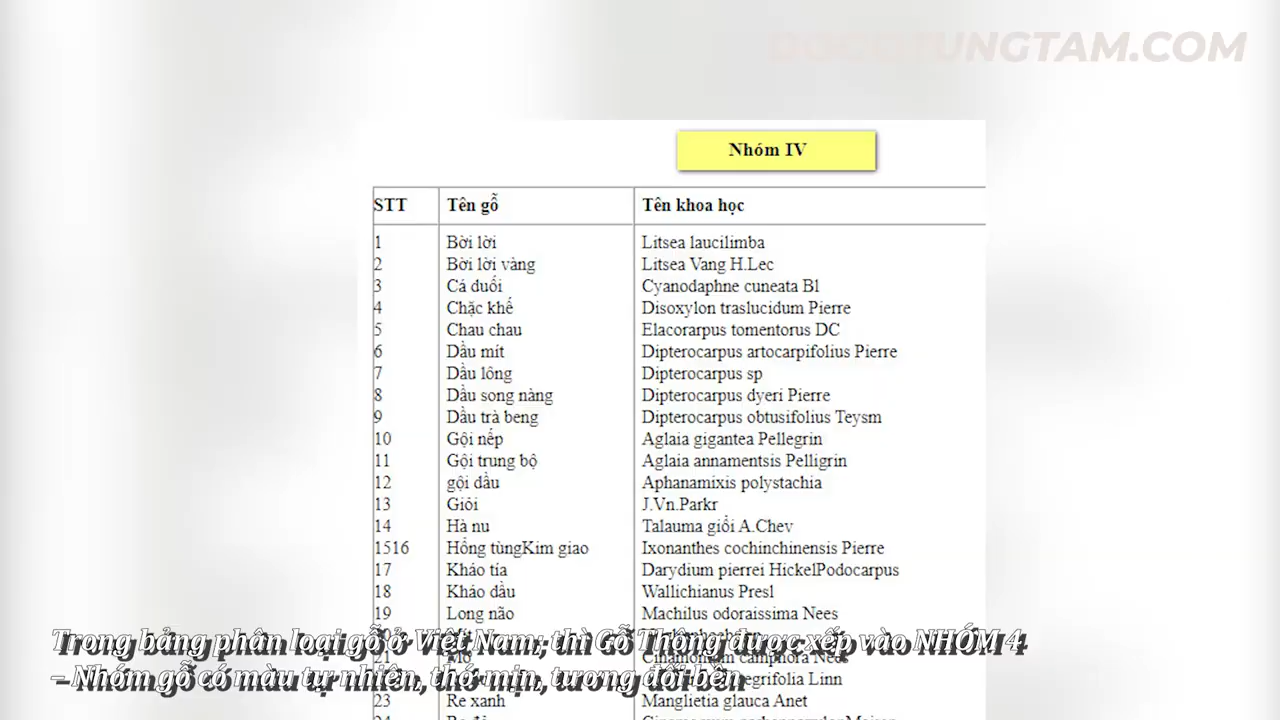 TUNGTAM.COM
Nhóm IV
STT Tên gỗ Tên khoa học
1 Bời lời Litsea laucilimba
2 Bời lời vàng Litsea Vang H.Lec
3 Cá duối Cyanodaphne cuneata Bl
4 Chặc khế Disoxylon traslucidum Pierre
5 Chau chau Elacorarpus tomentorus DC
6 Dầu mít Dipterocarpus artocarpifolius Pierre
7 Dầu lông Dipterocarpus sp
8 Dầu song nàng Dipterocarpus dyeri Pierre
9 Dầu trà beng Dipterocarpus obtusifolius Teysm
10 Gội nếp Aglaia gigantea Pellegrin
11 Gội trung bộ Aglaia annamentsis Pelligrin
12 gội dầu Aphanamixis polystachia
13 Giỏi J.Vn.Parkr
14 Hà nu Talauma giổi A.Chev
1516 Hồng tùngKim giao Ixonanthes cochinchinensis Pierre
17 Kháo tía Darydium pierrei HickelPodocarpus
18 Kháo dầu Wallichianus Presl
19 Long não Machilus odoraissima Nees
Trong bảng phân loại gỗ ở Việt Nam; thì Gỗ Thông được xếp vào NHÓM 4
21 Mỡ Cinamomum camphora Nees
– Nhóm gỗ có màu tự nhiên, thớ mịn, tương đối bền
23 Re xanh Manglietia glauca Anet